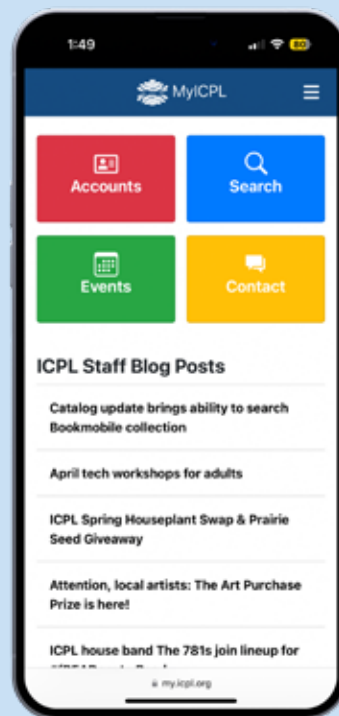 1:49
80
MyICPL
Accounts
Search
Events
Contact
ICPL Staff Blog Posts
Catalog update brings ability to search
Bookmobile collection
April tech workshops for adults
ICPL Spring Houseplant Swap & Prairie
Seed Giveaway
Attention, local artists: The Art Purchase
Prize is here!
ICPL house band The 781s join lineup for
my.icpl.org